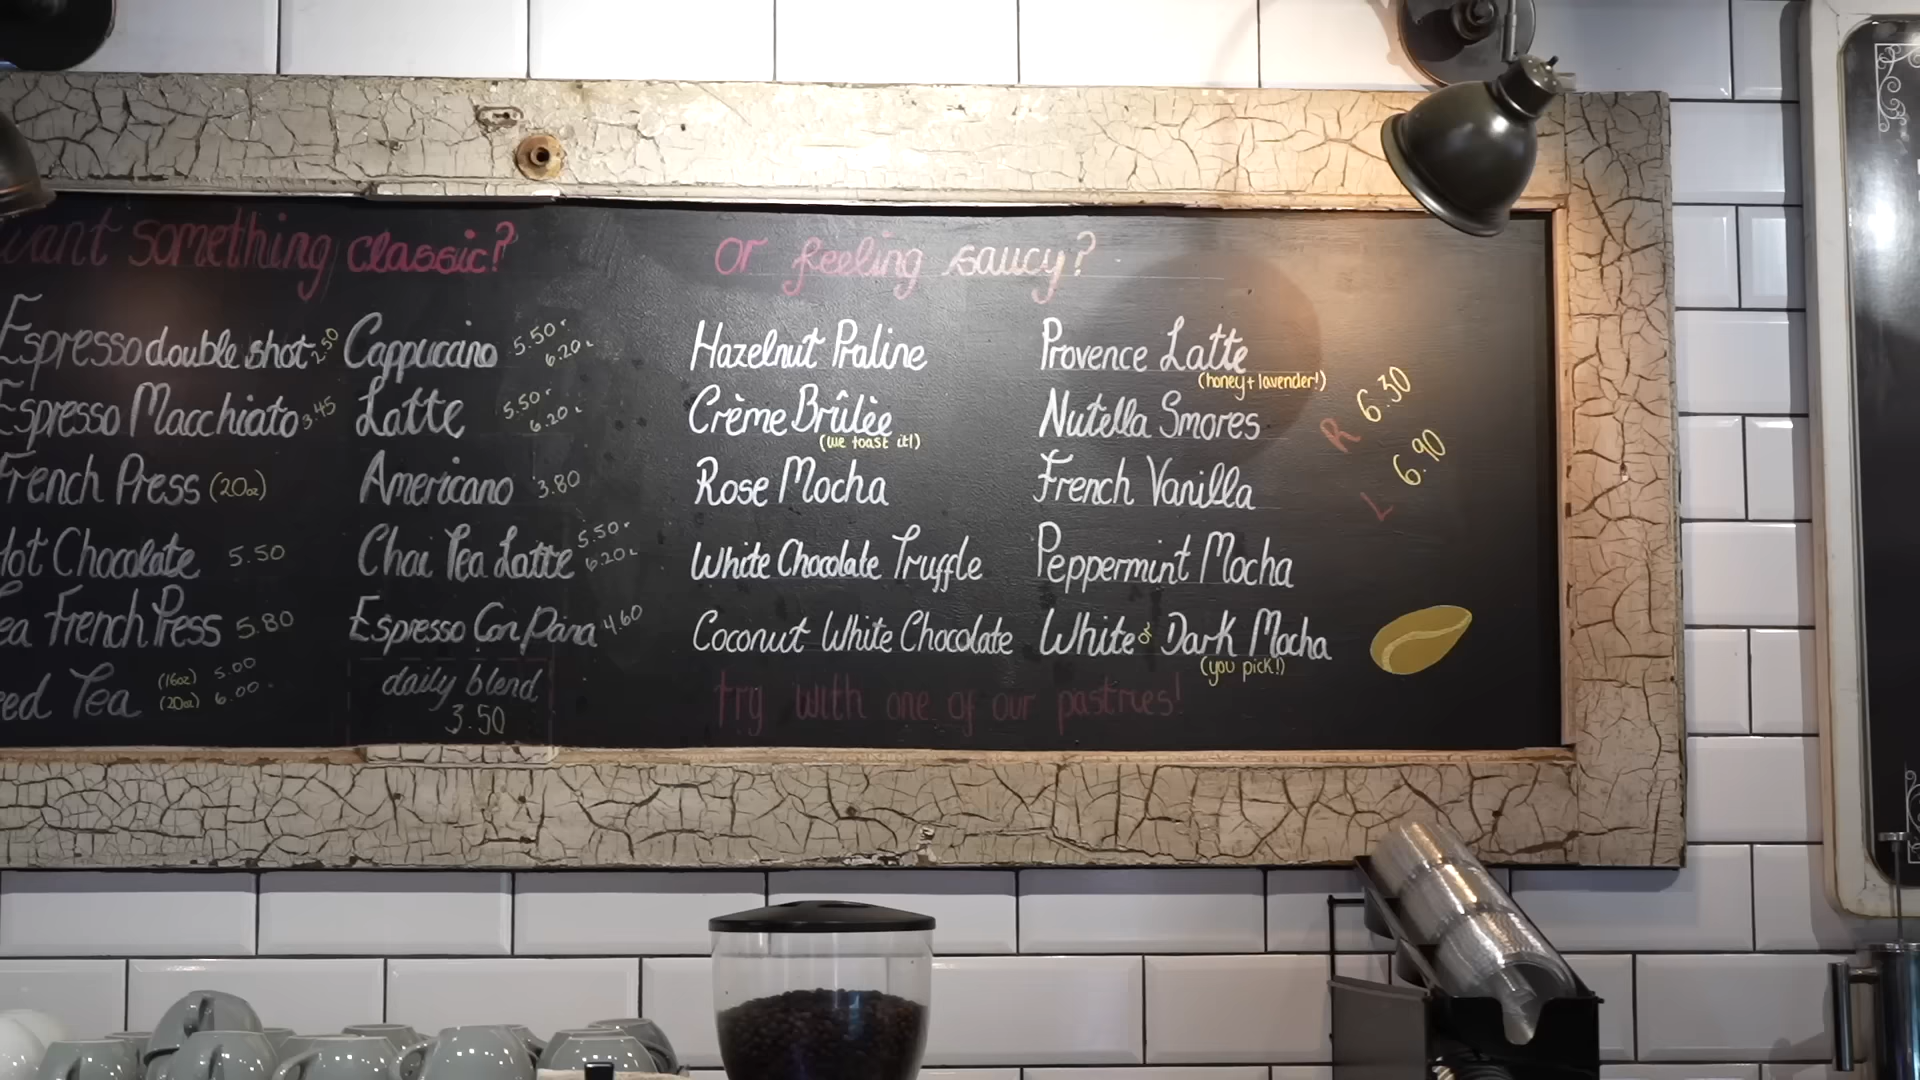 want something classic?
Espresso double shot 2.50
Espresso Macchiato 3.45
French Press (20oz)
Hot Chocolate 5.50
Tea French Press 5.80
Tea (16oz) 5.00
(20oz) 6.00
Cappuccino 5.50 r
6.20 L
Latte 5.50 r
6.20 L
Americano 3.80
Chai Tea Latte 5.50 r
6.20 L
Espresso Con Pana 4.60
daily blend
3.50
or feeling saucy?
Hazelnut Praline
Crème Brûlèe
(we toast it!)
Rose Mocha
White Chocolate Truffle
Coconut White Chocolate
Provence Latte
(honey + lavender!)
Nutella Smores
French Vanilla
Peppermint Mocha
White or Dark Mocha
(you pick!)
R 6.30
L 6.90
try with one of our pastries!